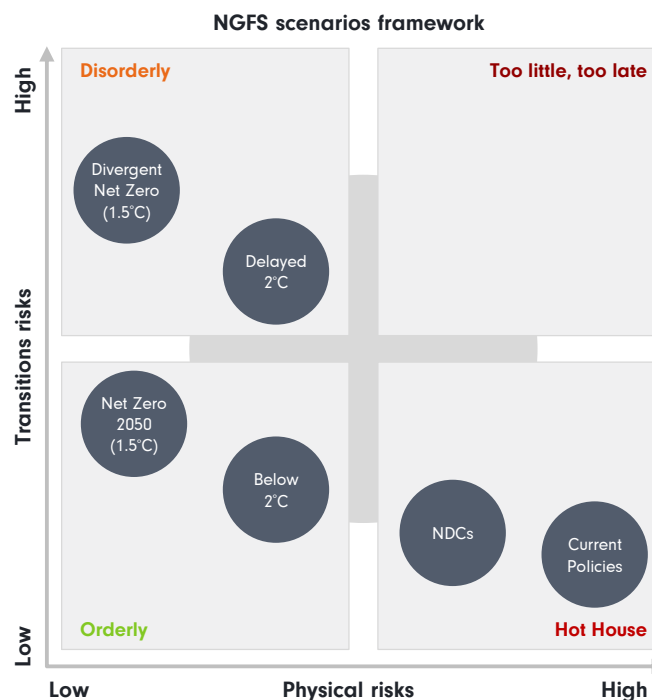 NGFS scenarios framework
High
Disorderly
Too little, too late
Divergent
Net Zero
(1.5°C)
Delayed
2°C
Transitions risks
Net Zero
2050
(1.5°C)
Below
2°C
NDCs
Current
Policies
Orderly
Hot House
Low
Low
Physical risks
High